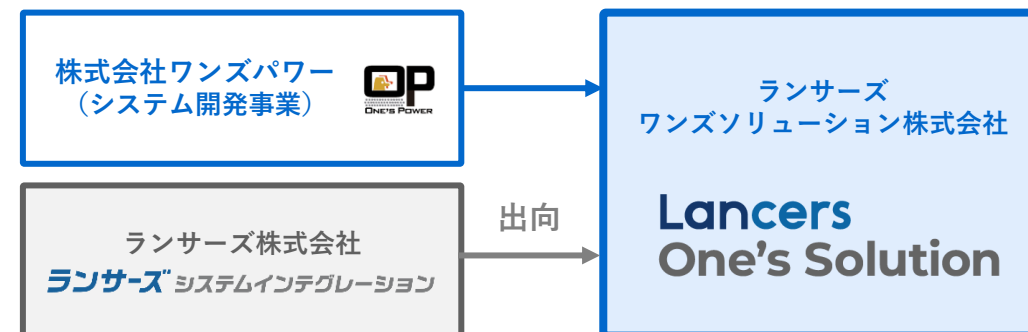 株式会社ワンズパワー
（システム開発事業）
OP
ONE'S POWER
ランサーズ
ワンズソリューション株式会社
出向
ランサーズ株式会社
ランサーズ システムインテグレーション
Lancers
One's Solution